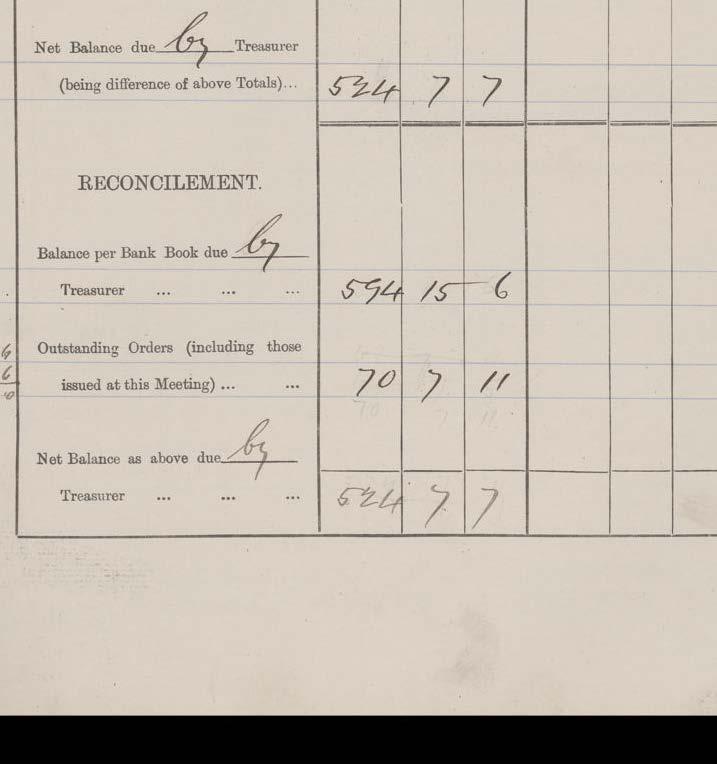 Net Balance due by Treasurer
(being difference of above Totals)... 524 7 7
RECONCILEMENT.
Balance per Bank Book due by
Treasurer ... ... ... 594 15 6
Outstanding Orders (including those
issued at this Meeting) ... ... 70 7 11
Net Balance as above due by
Treasurer ... ... ... 524 7 7